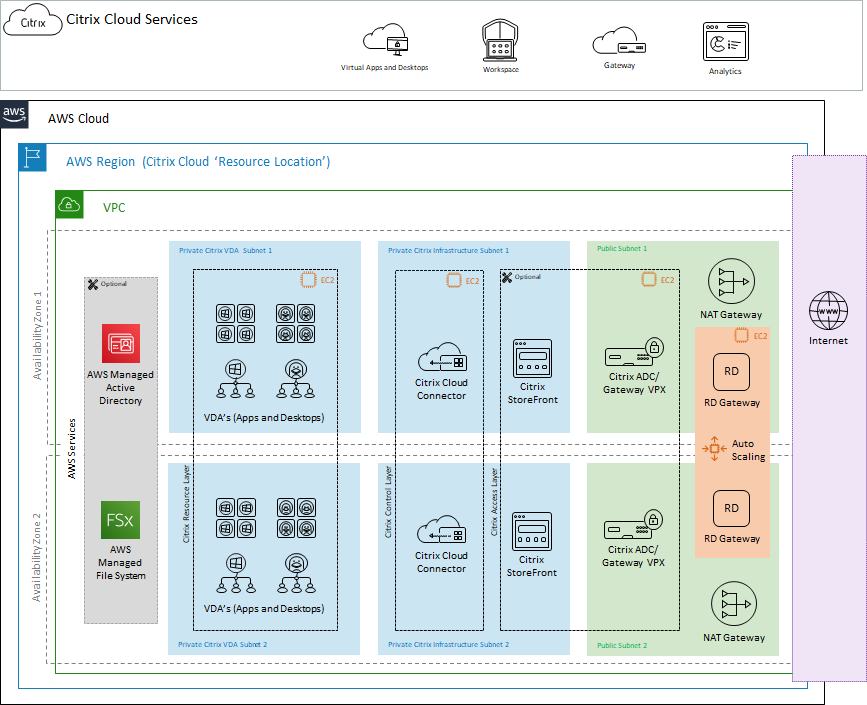 Citrix
Citrix Cloud Services
Virtual Apps and Desktops
Workspace
Gateway
Analytics
aws
AWS Cloud
AWS Region (Citrix Cloud ‘Resource Location’)
VPC
Availability Zone 1
Private Citrix VDA Subnet 1
Private Citrix Infrastructure Subnet 1
Public Subnet 1
Optional
EC2
EC2
Optional
EC2
NAT Gateway
WWW
Internet
EC2
AWS Managed
Active
Directory
VDA's (Apps and Desktops)
Citrix Cloud
Connector
Citrix
StoreFront
Citrix ADC/
Gateway VPX
RD
RD Gateway
AWS Services
Auto
Scaling
Availability Zone 2
Citrix Resource Layer
Citrix Control Layer
Citrix Access Layer
FSx
AWS
Managed
File System
VDA's (Apps and Desktops)
Citrix Cloud
Connector
Citrix
StoreFront
Citrix ADC/
Gateway VPX
RD
RD Gateway
NAT Gateway
Private Citrix VDA Subnet 2
Private Citrix Infrastructure Subnet 2
Public Subnet 2